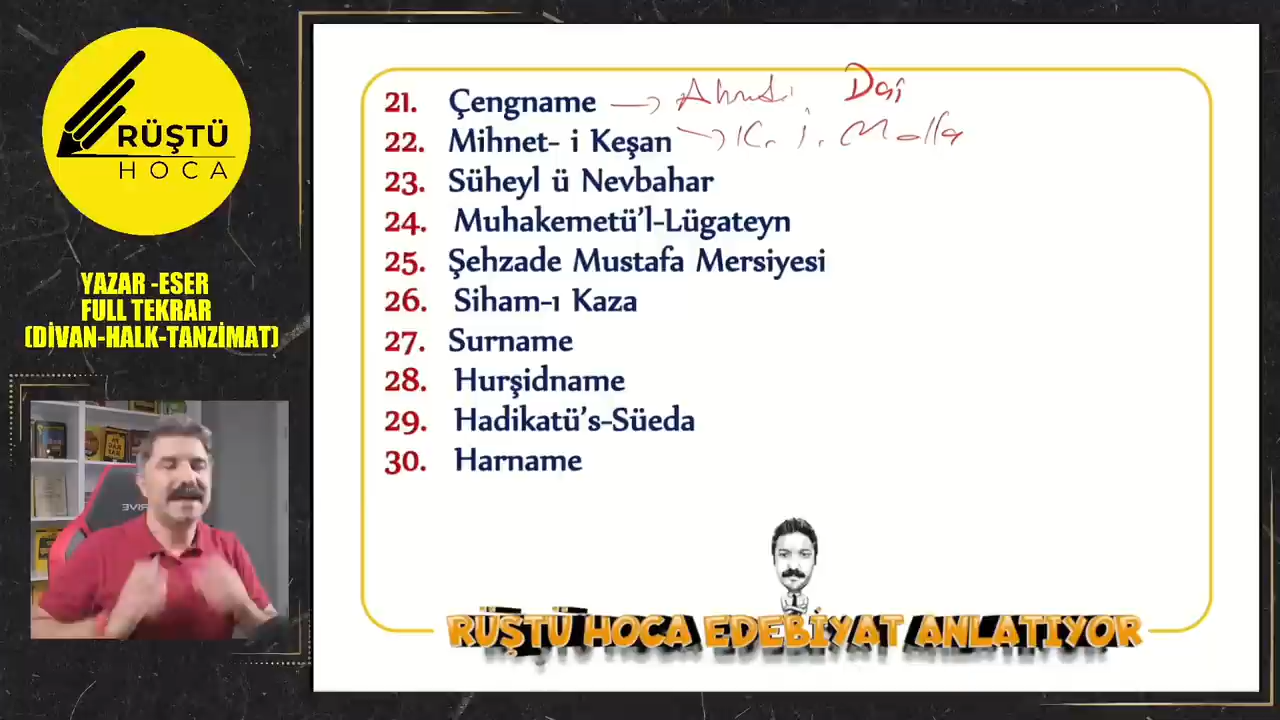 RÜŞTÜ
HOCA
YAZAR -ESER
FULL TEKRAR
(DİVAN-HALK-TANZİMAT)
21. Çengname → Ahmedi Dai
22. Mihnet- i Keşan → K. İ. Molla
23. Süheyl ü Nevbahar
24. Muhakemetü'l-Lügateyn
25. Şehzade Mustafa Mersiyesi
26. Siham-ı Kaza
27. Surname
28. Hurşidname
29. Hadikatü's-Süeda
30. Harname
RÜŞTÜ HOCA EDEBİYAT ANLATIYOR